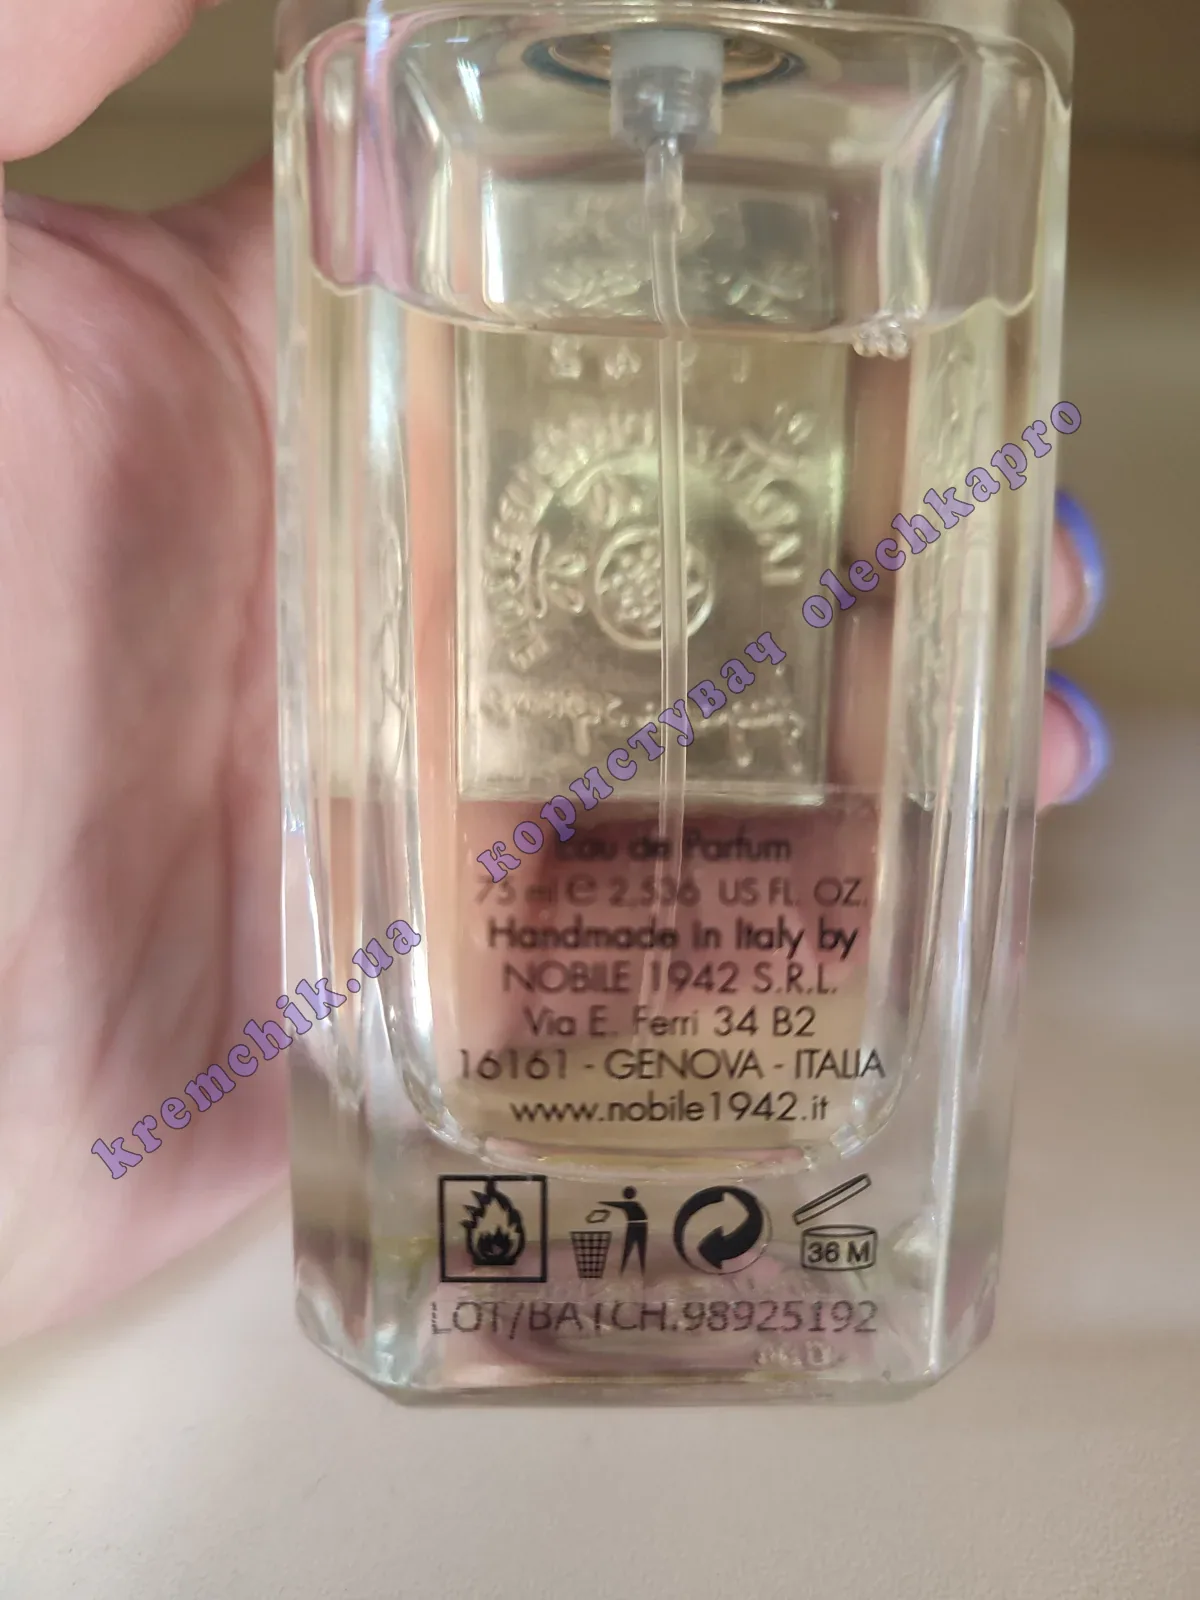 Eau de Parfum
75 ml e 2,536 US FL. OZ.
Handmade in Italy by
NOBILE 1942 S.R.L.
Via E. Ferri 34 B2
16161 - GENOVA - ITALIA
www.nobile1942.it
36 M
LOT/BATCH.98925192
kremchik.ua користувач olechkapro